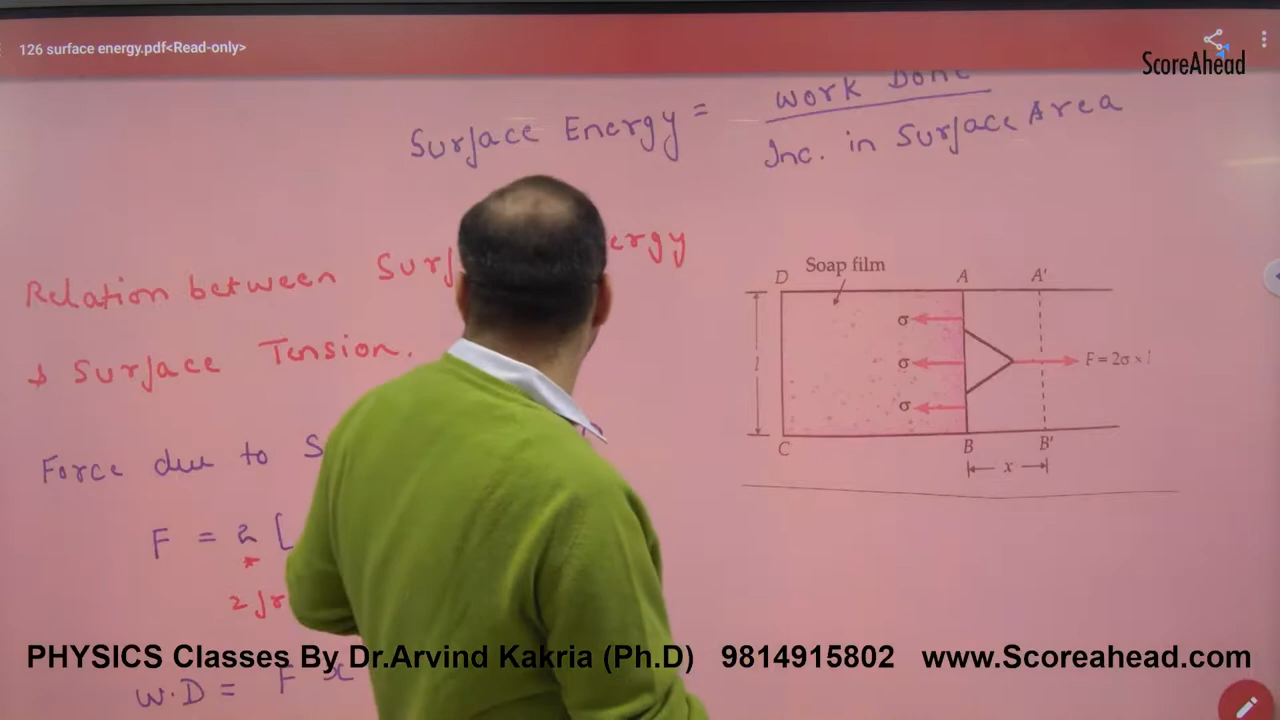 126 surface energy.pdf<Read-only>
ScoreAhead
Surface Energy = Work Done
Inc. in Surface Area
Relation between Surf ergy
& Surface Tension.
Force due to S
F = 2 [
2 fr
W.D = F x
Soap film
D A A'
σ
σ F = 2σ × l
σ
l
C B B'
x
PHYSICS Classes By Dr.Arvind Kakria (Ph.D) 9814915802 www.Scoreahead.com